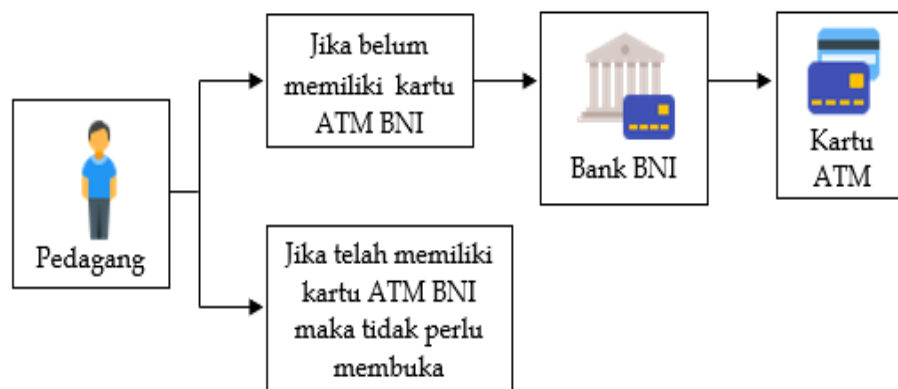 Pedagang
Jika belum
memiliki kartu
ATM BNI
Bank BNI
Kartu
ATM
Jika telah memiliki
kartu ATM BNI
maka tidak perlu
membuka